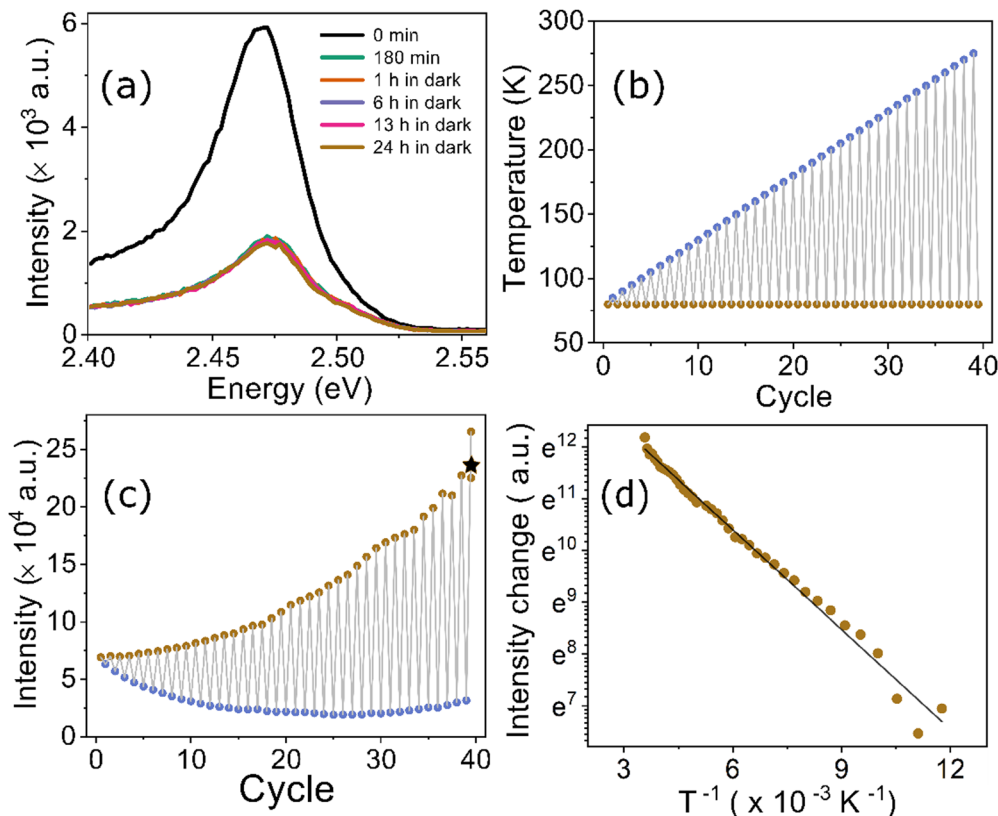 (a)
Intensity (× 10³ a.u.)
6
4
2
0
2.40
2.45
2.50
2.55
Energy (eV)
0 min
180 min
1 h in dark
6 h in dark
13 h in dark
24 h in dark
(b)
Temperature (K)
300
250
200
150
100
50
0
10
20
30
40
Cycle
(c)
Intensity (× 10⁴ a.u.)
25
20
15
10
5
0
0
10
20
30
40
Cycle
(d)
Intensity change ( a.u.)
e¹²
e¹¹
e¹⁰
e⁹
e⁸
e⁷
3
6
9
12
T⁻¹ ( x 10⁻³ K⁻¹)